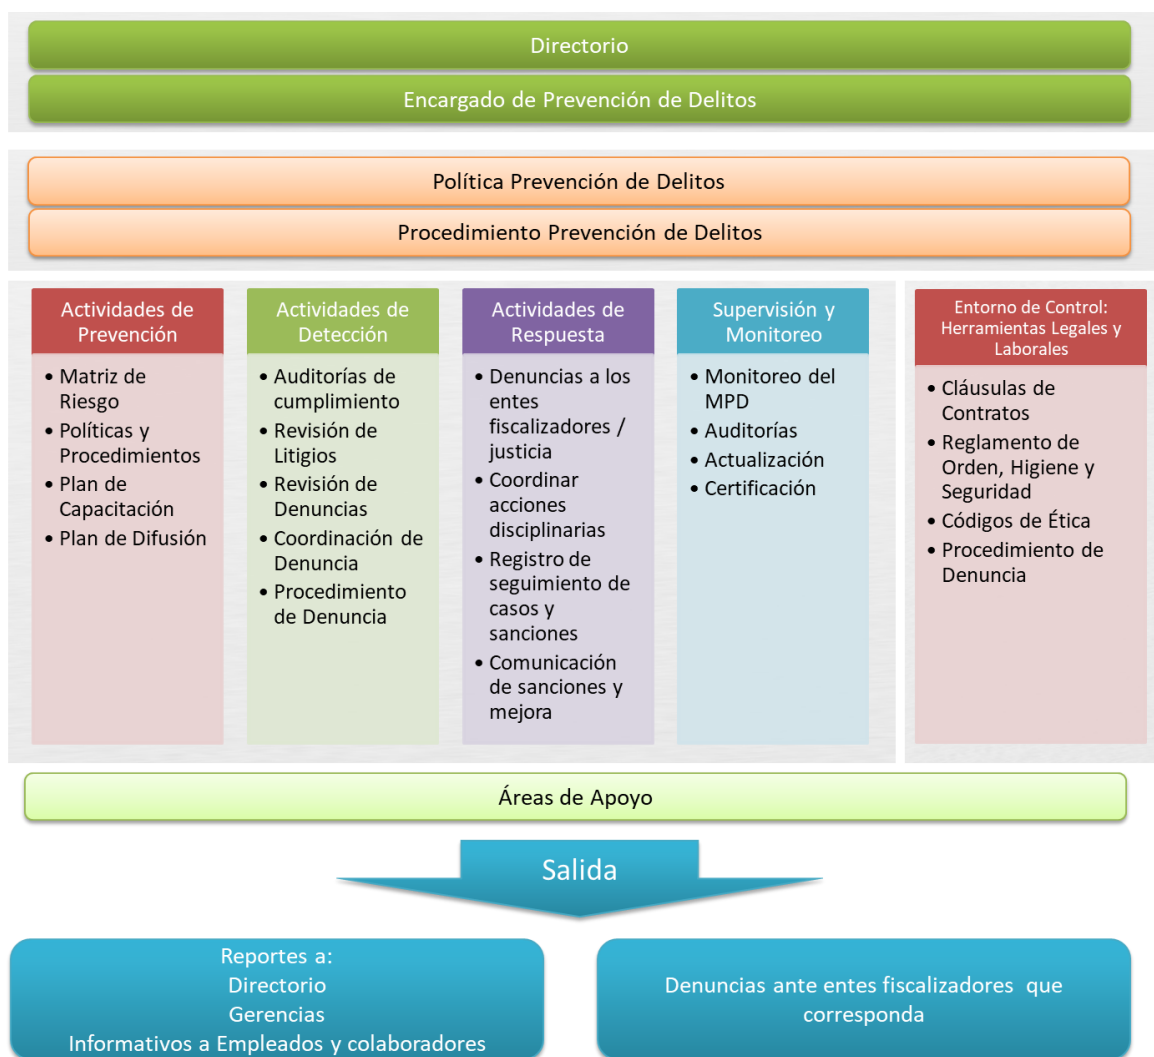 Directorio
Encargado de Prevención de Delitos
Política Prevención de Delitos
Procedimiento Prevención de Delitos
Actividades de
Prevención
• Matriz de
Riesgo
• Políticas y
Procedimientos
• Plan de
Capacitación
• Plan de Difusión
Actividades de
Detección
• Auditorías de
cumplimiento
• Revisión de
Litigios
• Revisión de
Denuncias
• Coordinación de
Denuncia
• Procedimiento
de Denuncia
Actividades de
Respuesta
• Denuncias a los
entes
fiscalizadores /
justicia
• Coordinar
acciones
disciplinarias
• Registro de
seguimiento de
casos y
sanciones
• Comunicación
de sanciones y
mejora
Supervisión y
Monitoreo
• Monitoreo del
MPD
• Auditorías
• Actualización
• Certificación
Entorno de Control:
Herramientas Legales y
Laborales
• Cláusulas de
Contratos
• Reglamento de
Orden, Higiene y
Seguridad
• Códigos de Ética
• Procedimiento de
Denuncia
Áreas de Apoyo
Salida
Reportes a:
Directorio
Gerencias
Informativos a Empleados y colaboradores
Denuncias ante entes fiscalizadores que
corresponda